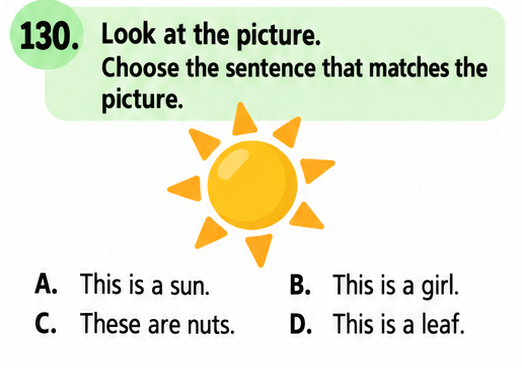 130. Look at the picture.
Choose the sentence that matches the
picture.
A. This is a sun. B. This is a girl.
C. These are nuts. D. This is a leaf.